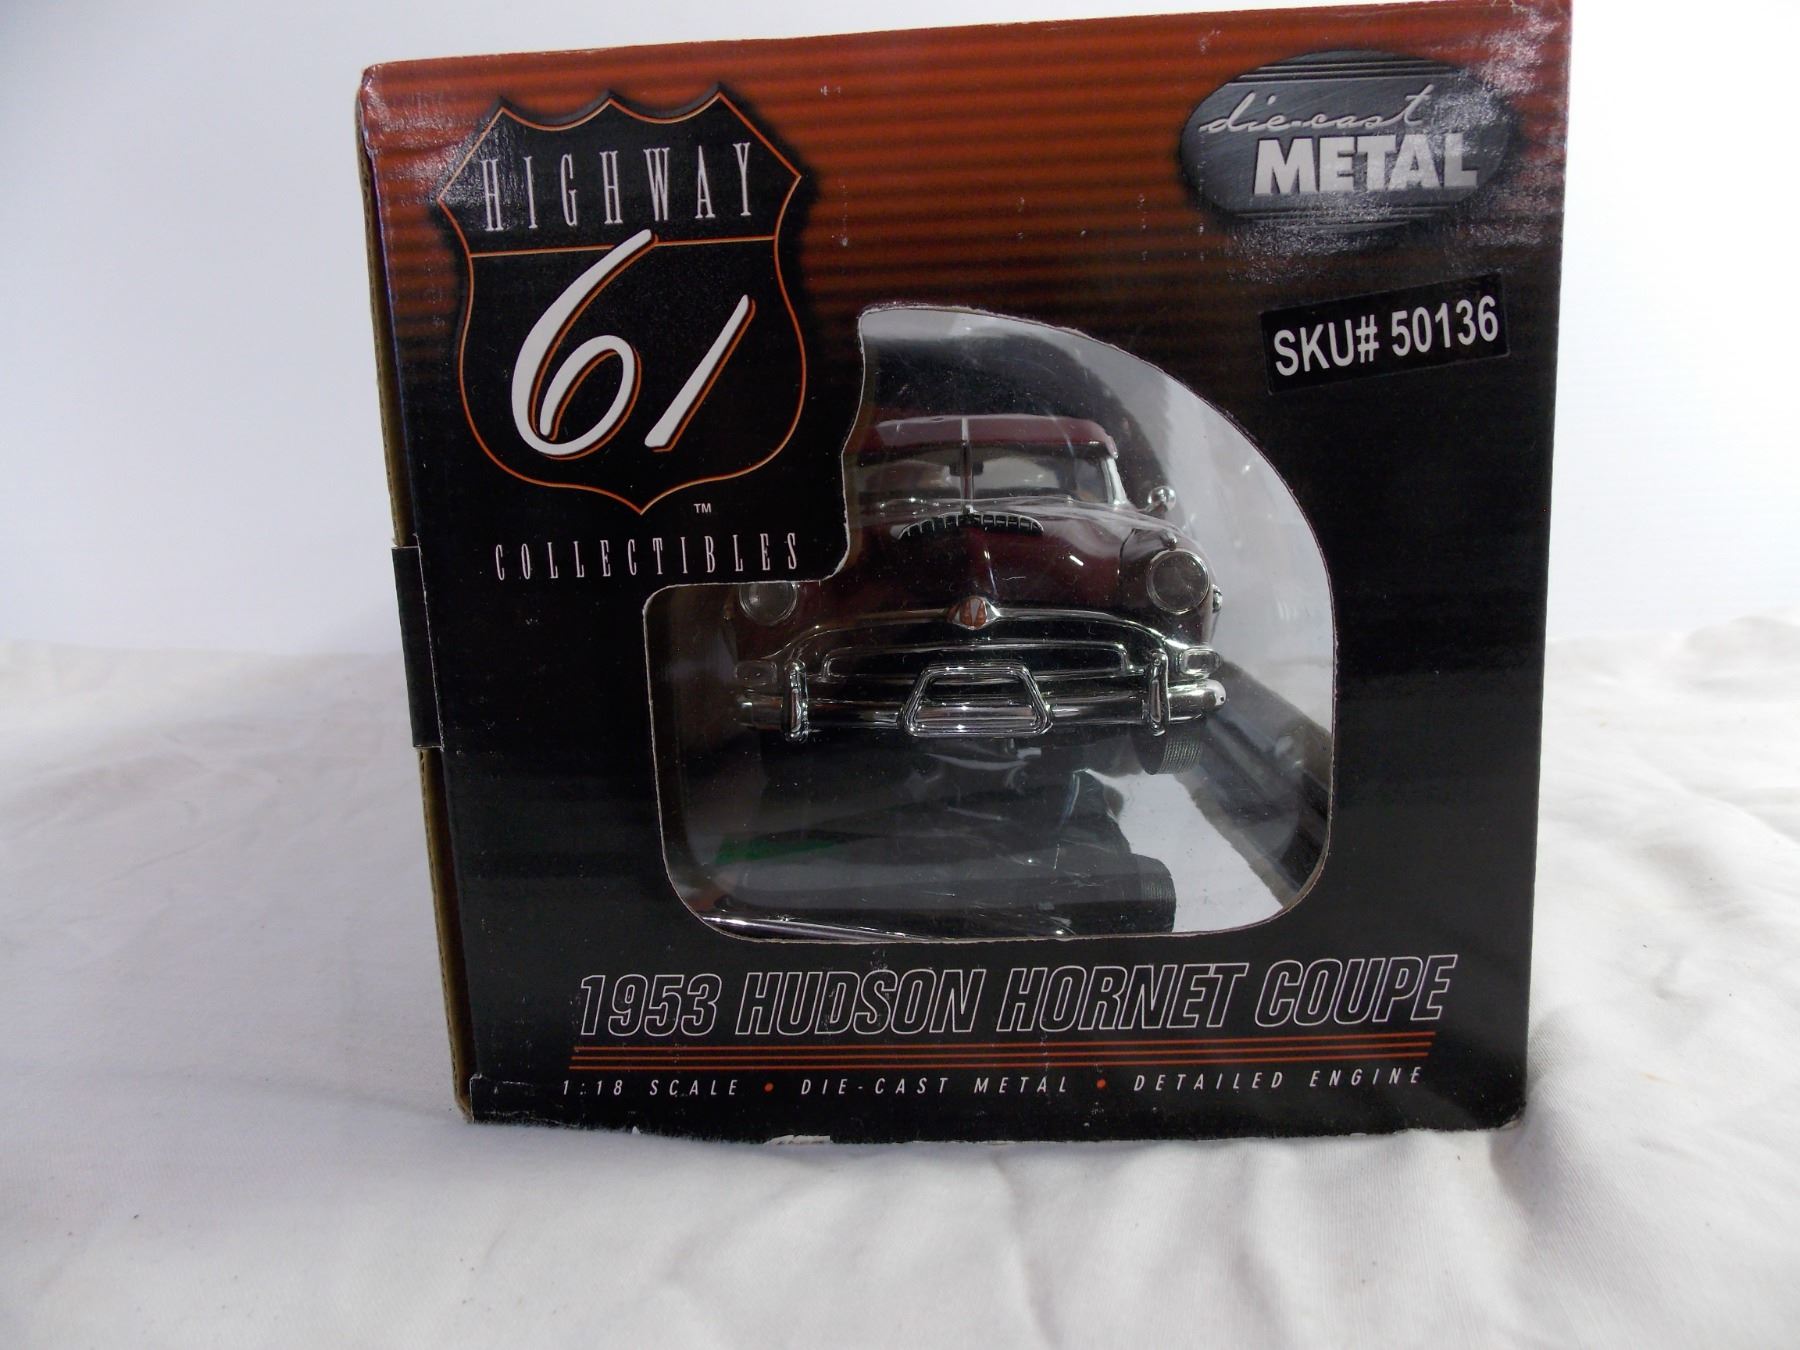 HIGHWAY
61
TM
COLLECTIBLES
die-cast
METAL
SKU# 50136
1953 HUDSON HORNET COUPE
1:18 SCALE • DIE-CAST METAL • DETAILED ENGINE